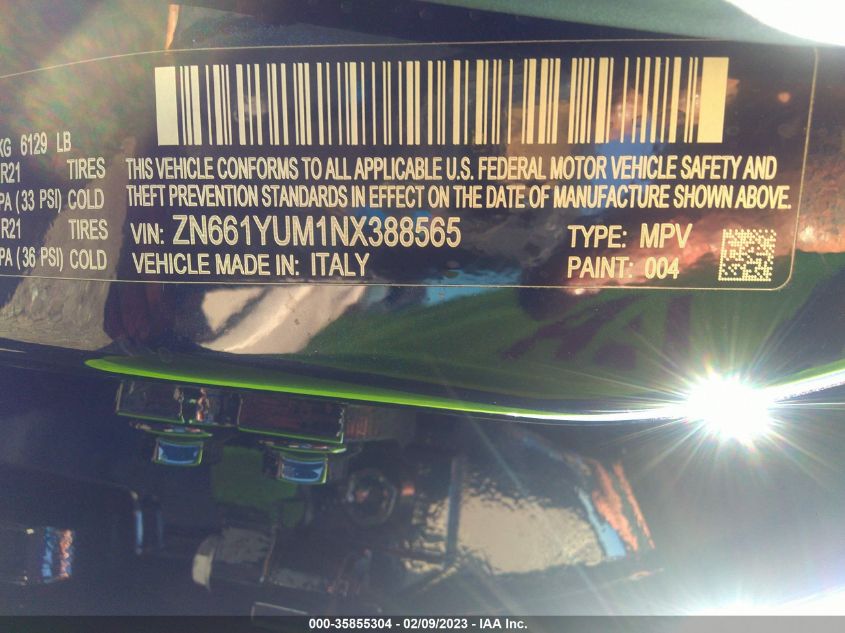 KG 6129 LB
R21 TIRES
PA (33 PSI) COLD
R21 TIRES
PA (36 PSI) COLD
THIS VEHICLE CONFORMS TO ALL APPLICABLE U.S. FEDERAL MOTOR VEHICLE SAFETY AND
THEFT PREVENTION STANDARDS IN EFFECT ON THE DATE OF MANUFACTURE SHOWN ABOVE.
VIN: ZN661YUM1NX388565
TYPE: MPV
VEHICLE MADE IN: ITALY
PAINT: 004
000-35855304 - 02/09/2023 - IAA Inc.